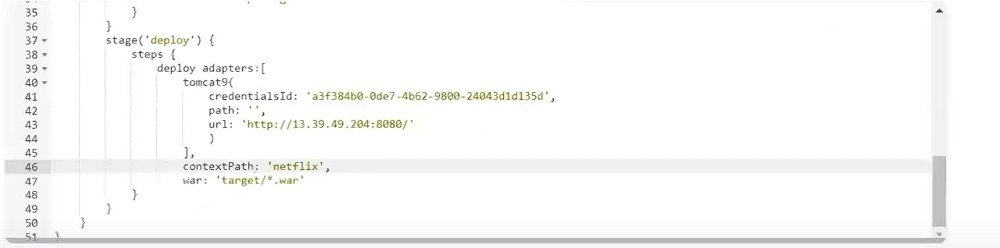 35 }
36 }
37 stage('deploy') {
38 steps {
39 deploy adapters:[
40 tomcat9(
41 credentialsId: 'a3f384b0-0de7-4b62-9800-24043d1d135d',
42 path: '',
43 url: 'http://13.39.49.204:8080/'
44 )
45 ],
46 contextPath: 'netflix',
47 war: 'target/*.war'
48 }
49 }
50 }
51 }